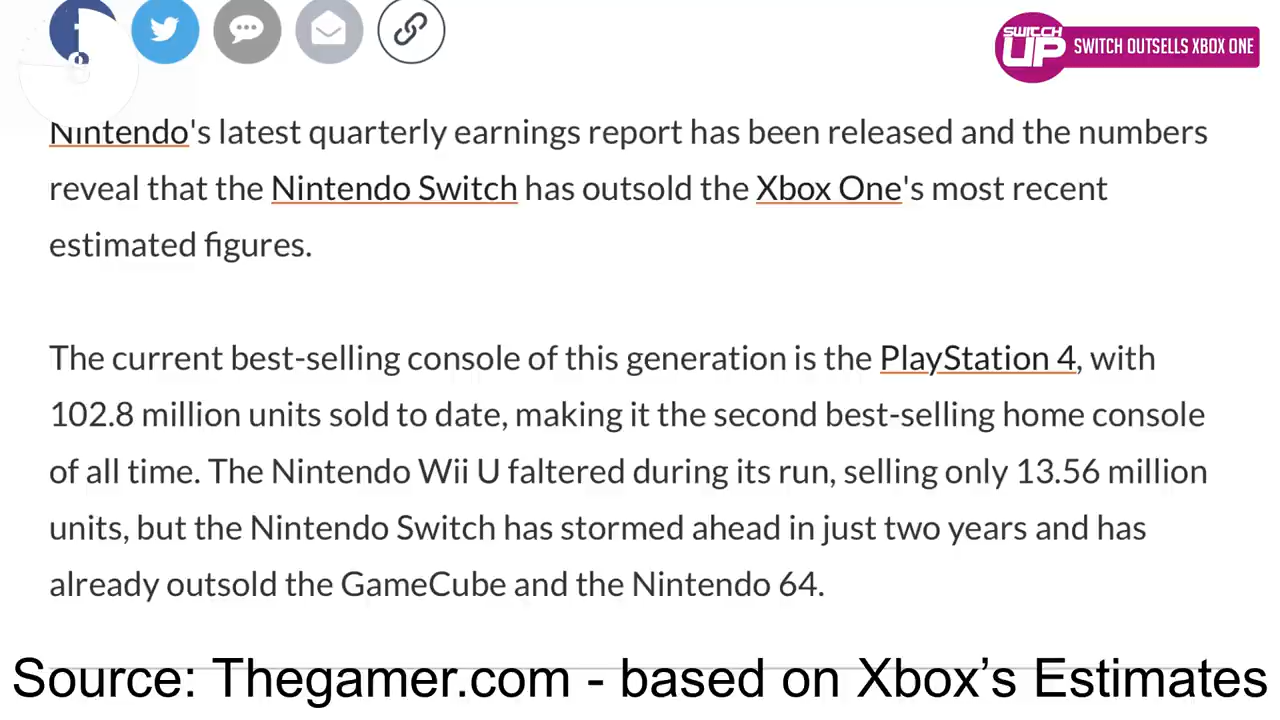 SWITCH
UP
SWITCH OUTSELLS XBOX ONE
Nintendo's latest quarterly earnings report has been released and the numbers
reveal that the Nintendo Switch has outsold the Xbox One's most recent
estimated figures.
The current best-selling console of this generation is the PlayStation 4, with
102.8 million units sold to date, making it the second best-selling home console
of all time. The Nintendo Wii U faltered during its run, selling only 13.56 million
units, but the Nintendo Switch has stormed ahead in just two years and has
already outsold the GameCube and the Nintendo 64.
Source: Thegamer.com - based on Xbox’s Estimates